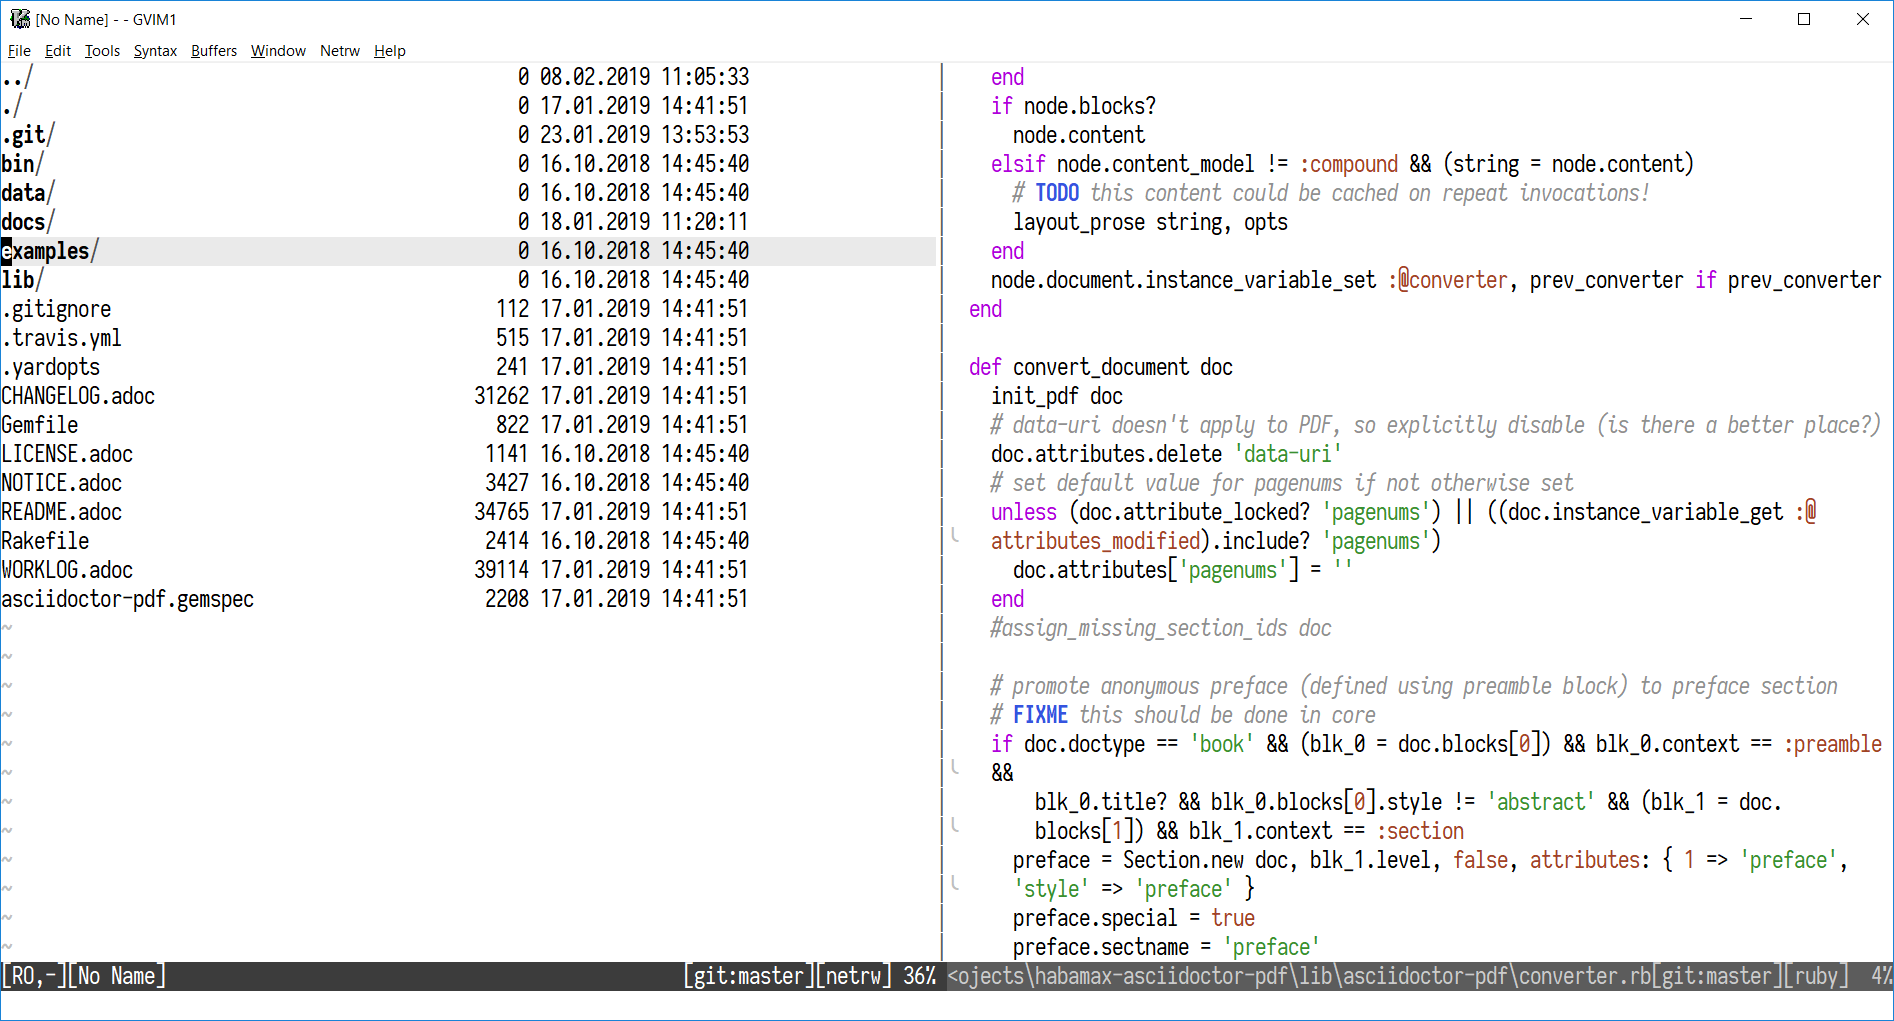 [No Name] - - GVIM1
File Edit Tools Syntax Buffers Window Netrw Help
../ 0 08.02.2019 11:05:33
./ 0 17.01.2019 14:41:51
.git/ 0 23.01.2019 13:53:53
bin/ 0 16.10.2018 14:45:40
data/ 0 16.10.2018 14:45:40
docs/ 0 18.01.2019 11:20:11
examples/ 0 16.10.2018 14:45:40
lib/ 0 16.10.2018 14:45:40
.gitignore 112 17.01.2019 14:41:51
.travis.yml 515 17.01.2019 14:41:51
.yardopts 241 17.01.2019 14:41:51
CHANGELOG.adoc 31262 17.01.2019 14:41:51
Gemfile 822 17.01.2019 14:41:51
LICENSE.adoc 1141 16.10.2018 14:45:40
NOTICE.adoc 3427 16.10.2018 14:45:40
README.adoc 34765 17.01.2019 14:41:51
Rakefile 2414 16.10.2018 14:45:40
WORKLOG.adoc 39114 17.01.2019 14:41:51
asciidoctor-pdf.gemspec 2208 17.01.2019 14:41:51
~
~
~
~
~
~
~
~
~
~
~
~
[RO,-][No Name] [git:master][netrw] 36%
end
if node.blocks?
node.content
elsif node.content_model != :compound && (string = node.content)
# TODO this content could be cached on repeat invocations!
layout_prose string, opts
end
node.document.instance_variable_set :@converter, prev_converter if prev_converter
end
def convert_document doc
init_pdf doc
# data-uri doesn't apply to PDF, so explicitly disable (is there a better place?)
doc.attributes.delete 'data-uri'
# set default value for pagenums if not otherwise set
unless (doc.attribute_locked? 'pagenums') || ((doc.instance_variable_get :@
╰ attributes_modified).include? 'pagenums')
doc.attributes['pagenums'] = ''
end
#assign_missing_section_ids doc
# promote anonymous preface (defined using preamble block) to preface section
# FIXME this should be done in core
if doc.doctype == 'book' && (blk_0 = doc.blocks[0]) && blk_0.context == :preamble
╰ &&
blk_0.title? && blk_0.blocks[0].style != 'abstract' && (blk_1 = doc.
╰ blocks[1]) && blk_1.context == :section
preface = Section.new doc, blk_1.level, false, attributes: { 1 => 'preface',
╰ 'style' => 'preface' }
preface.special = true
preface.sectname = 'preface'
<ojects\habamax-asciidoctor-pdf\lib\asciidoctor-pdf\converter.rb[git:master][ruby] 4%